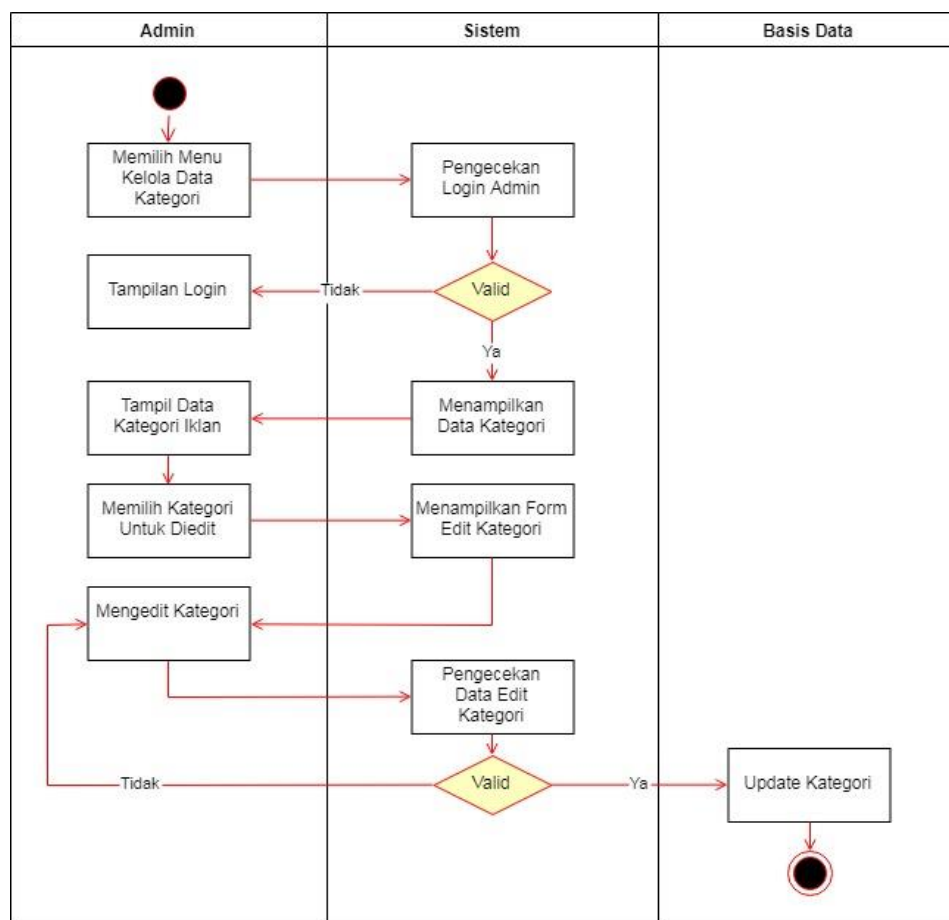 Admin
Sistem
Basis Data
Memilih Menu
Kelola Data
Kategori
Pengecekan
Login Admin
Tampilan Login
Tidak
Valid
Ya
Tampil Data
Kategori Iklan
Menampilkan
Data Kategori
Memilih Kategori
Untuk Diedit
Menampilkan Form
Edit Kategori
Mengedit Kategori
Pengecekan
Data Edit
Kategori
Tidak
Valid
Ya
Update Kategori